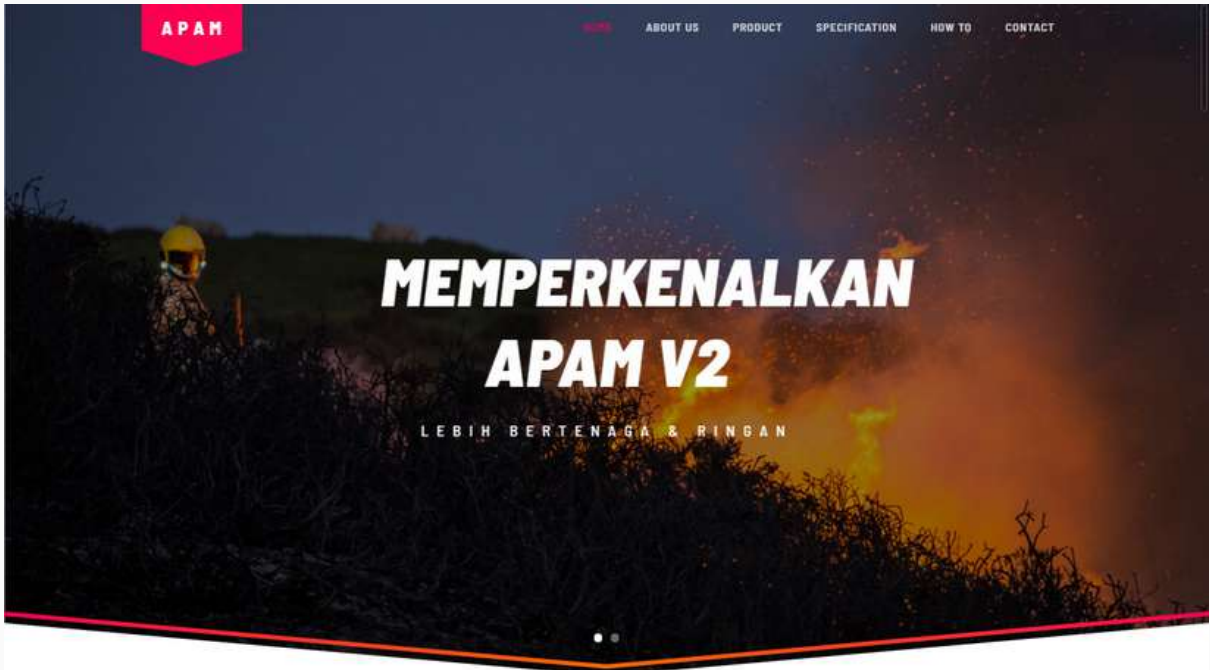 APAM
HOME ABOUT US PRODUCT SPECIFICATION HOW TO CONTACT
MEMPERKENALKAN
APAM V2
LEBIH BERTENAGA & RINGAN